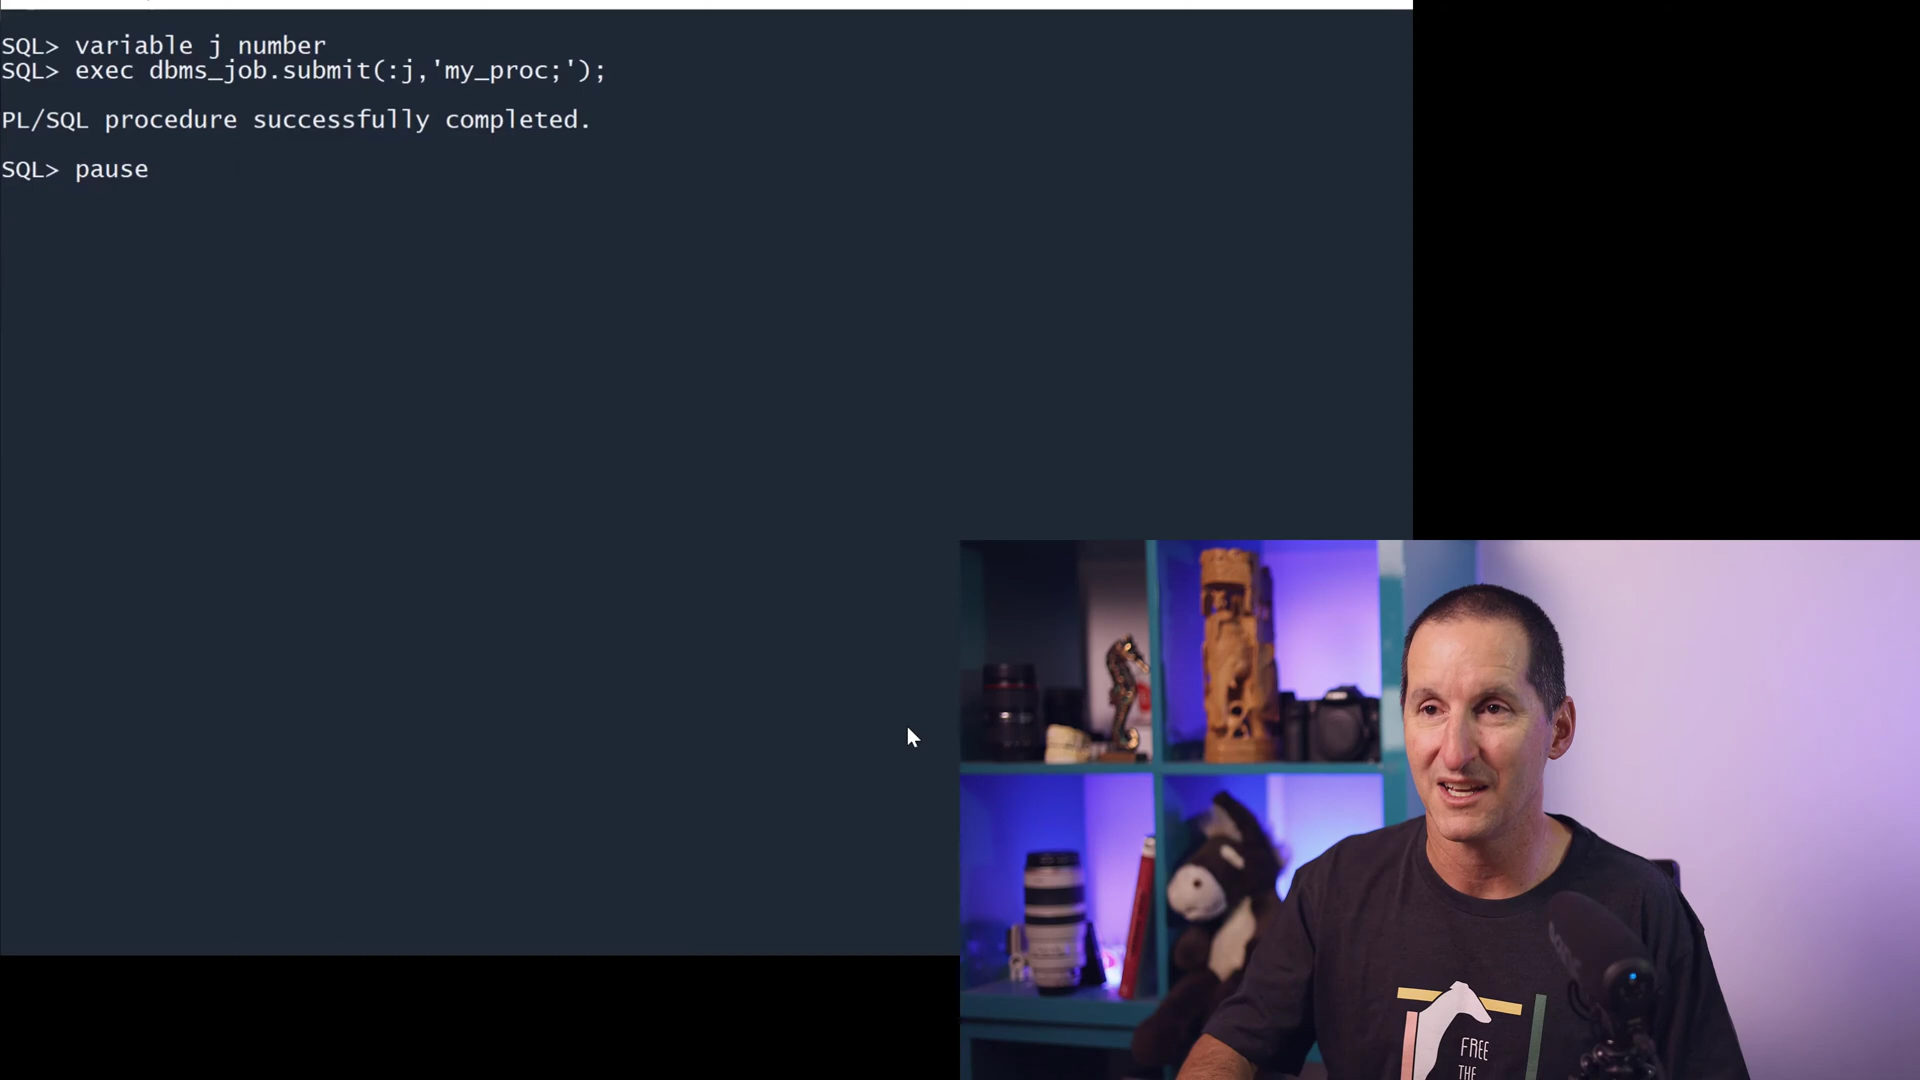 SQL> variable j number
SQL> exec dbms_job.submit(:j,'my_proc;');
PL/SQL procedure successfully completed.
SQL> pause
FREE
THE